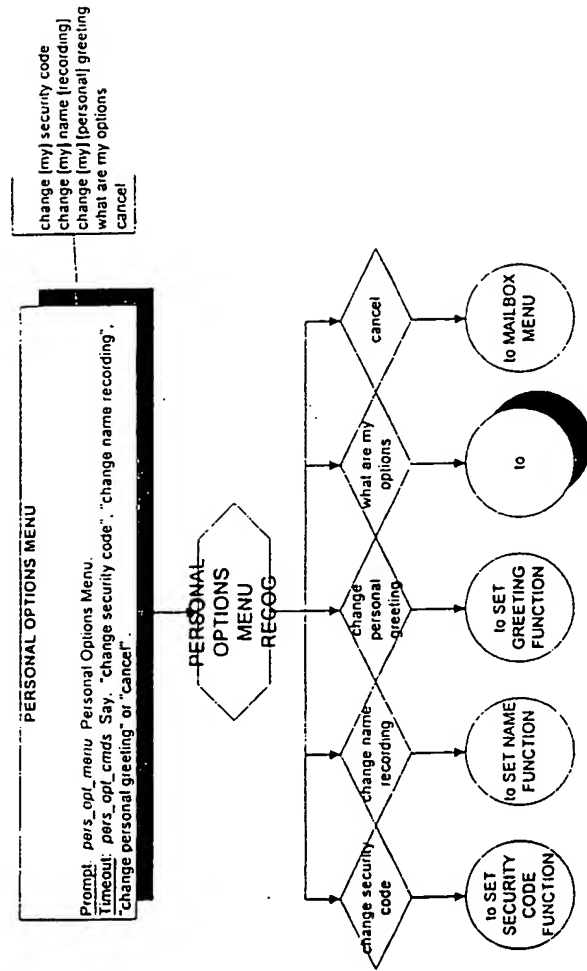 PERSONAL OPTIONS MENU
Prompt: pers_opt_menu Personal Options Menu.
Timeout: pers_opt_cmds Say, "change security code", "change name recording",
"change personal greeting" or "cancel".
change [my] security code
change [my] name [recording]
change [my] [personal] greeting
what are my options
cancel
PERSONAL
OPTIONS
MENU
RECOG
change security
code
change name
recording
change
personal
greeting
what are my
options
cancel
to SET
SECURITY
CODE
FUNCTION
to SET NAME
FUNCTION
to SET
GREETING
FUNCTION
to
to MAILBOX
MENU